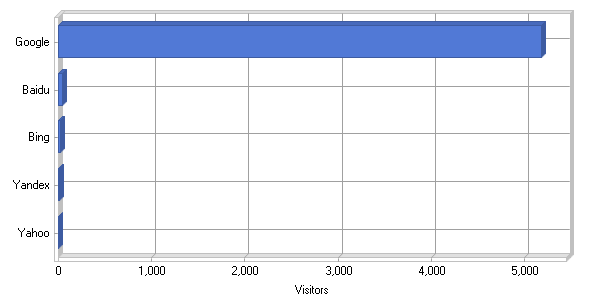 Google
Baidu
Bing
Yandex
Yahoo
0 1,000 2,000 3,000 4,000 5,000
Visitors